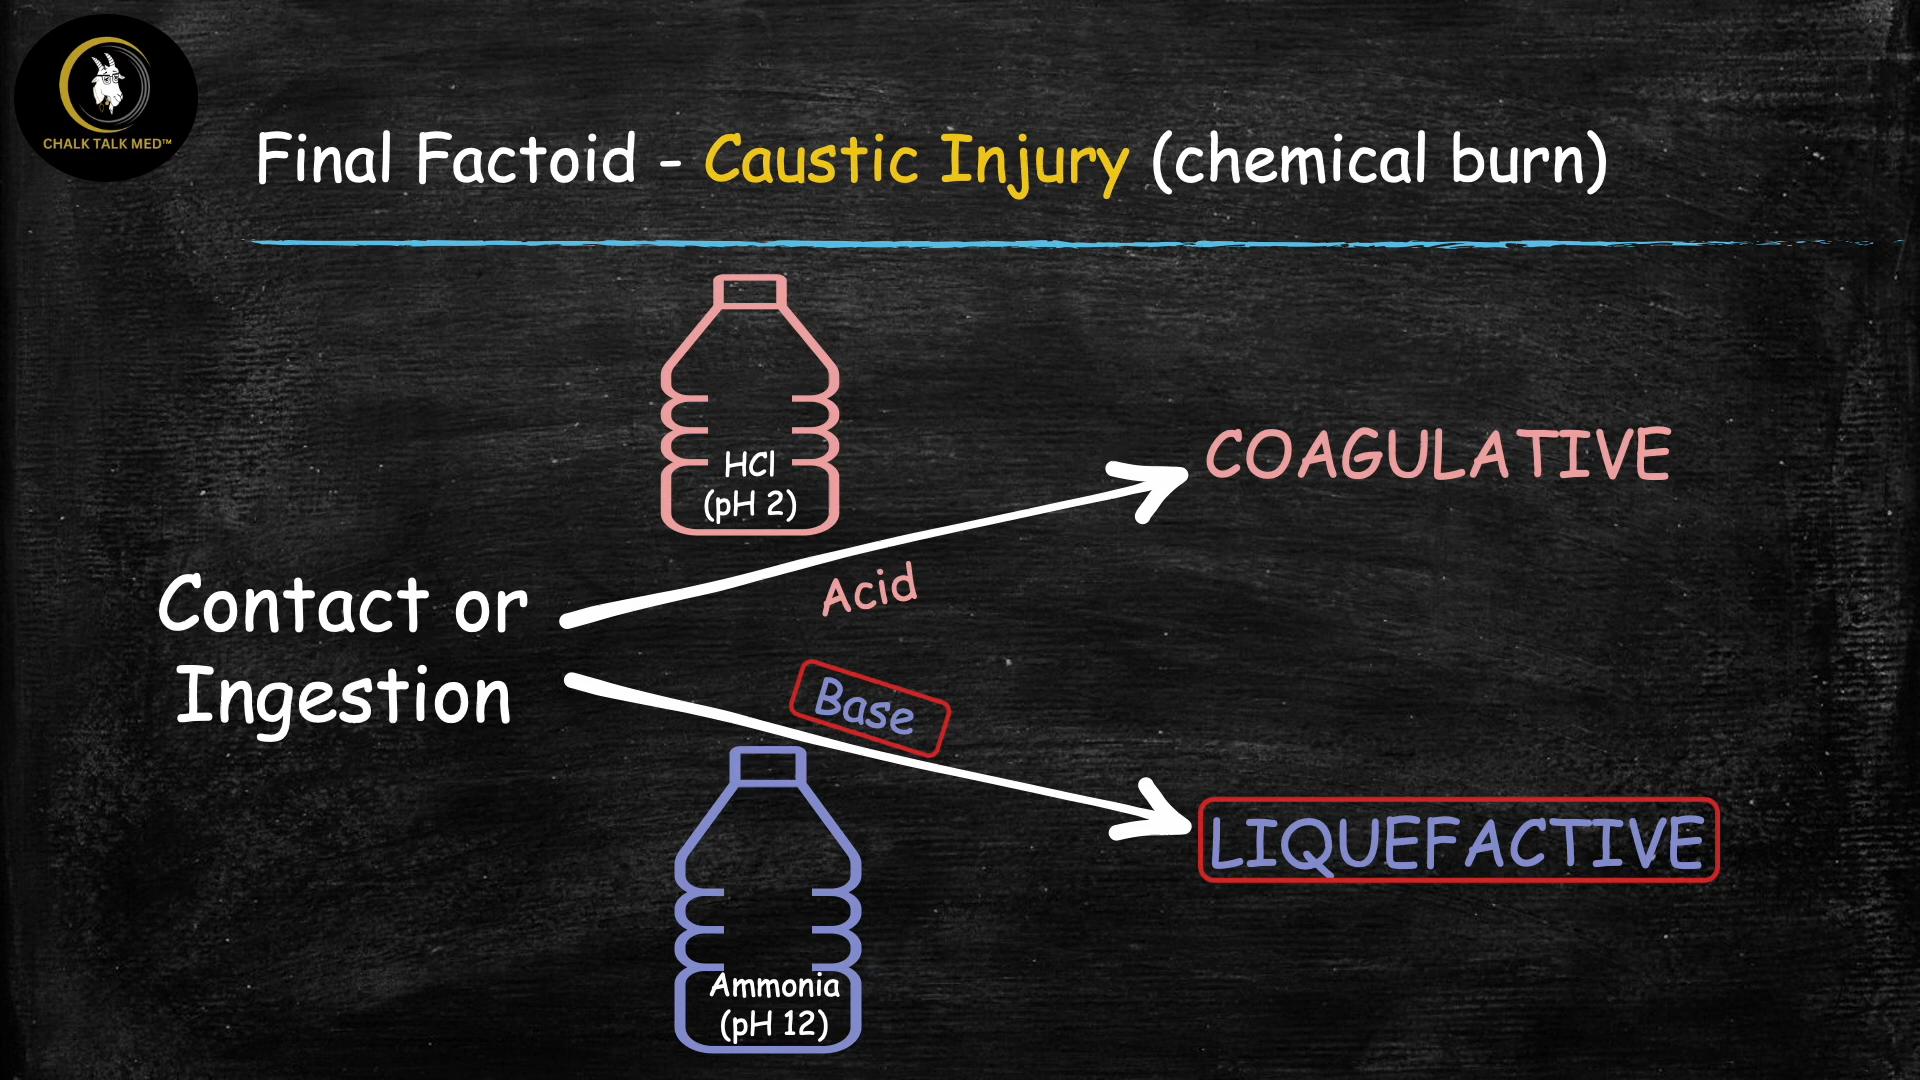 CHALK TALK MED™
Final Factoid - Caustic Injury (chemical burn)
HCl
(pH 2)
COAGULATIVE
Acid
Contact or
Ingestion
Base
LIQUEFACTIVE
Ammonia
(pH 12)